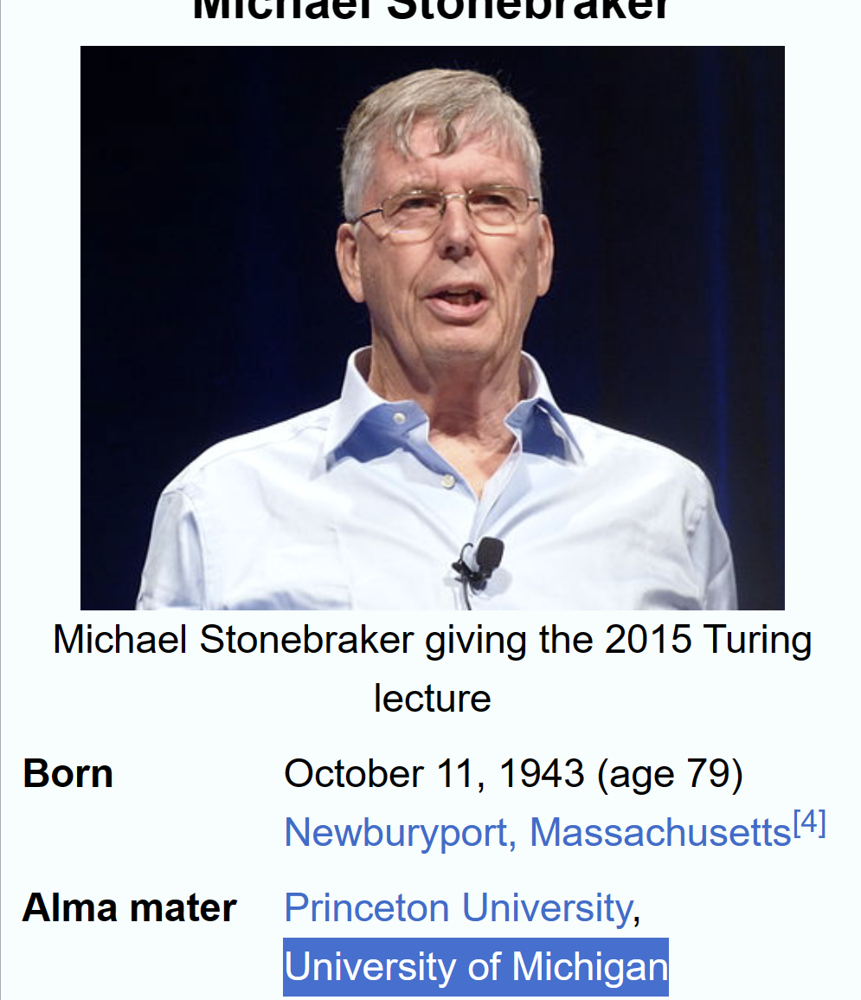 Michael Stonebraker
Michael Stonebraker giving the 2015 Turing
lecture
Born October 11, 1943 (age 79)
Newburyport, Massachusetts[4]
Alma mater Princeton University,
University of Michigan